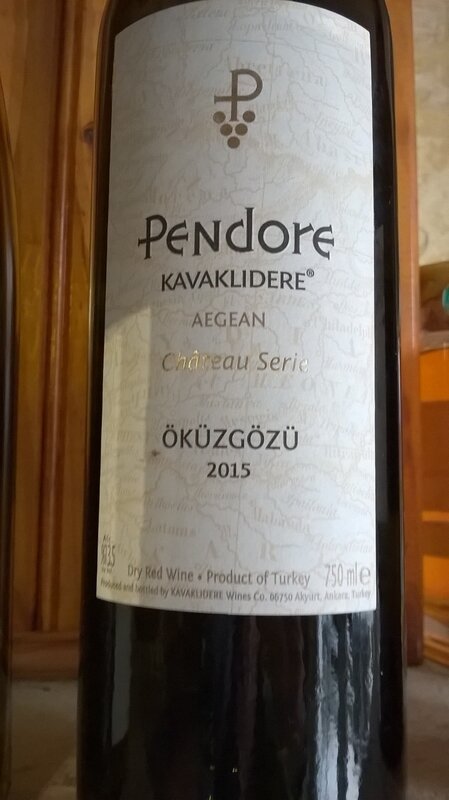 PENDORE
KAVAKLIDERE®
AEGEAN
Château Serie
ÖKÜZGÖZÜ
2015
Dry Red Wine • Product of Turkey 750 ml e
Produced and bottled by KAVAKLIDERE Wines Co. 06750 Akyurt, Ankara, Turkey